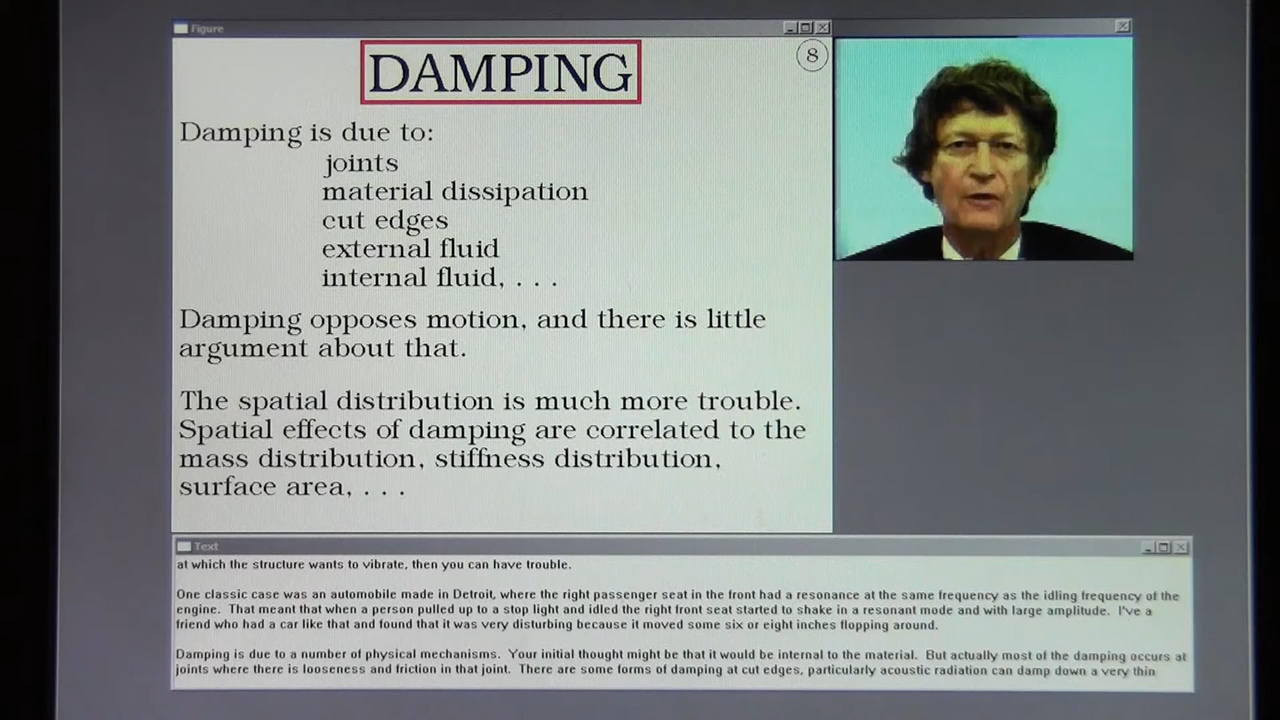 Figure
DAMPING
8
Damping is due to:
joints
material dissipation
cut edges
external fluid
internal fluid, . . .
Damping opposes motion, and there is little
argument about that.
The spatial distribution is much more trouble.
Spatial effects of damping are correlated to the
mass distribution, stiffness distribution,
surface area, . . .
Text
at which the structure wants to vibrate, then you can have trouble.
One classic case was an automobile made in Detroit, where the right passenger seat in the front had a resonance at the same frequency as the idling frequency of the
engine. That meant that when a person pulled up to a stop light and idled the right front seat started to shake in a resonant mode and with large amplitude. I've a
friend who had a car like that and found that it was very disturbing because it moved some six or eight inches flopping around.
Damping is due to a number of physical mechanisms. Your initial thought might be that it would be internal to the material. But actually most of the damping occurs at
joints where there is looseness and friction in that joint. There are some forms of damping at cut edges, particularly acoustic radiation can damp down a very thin